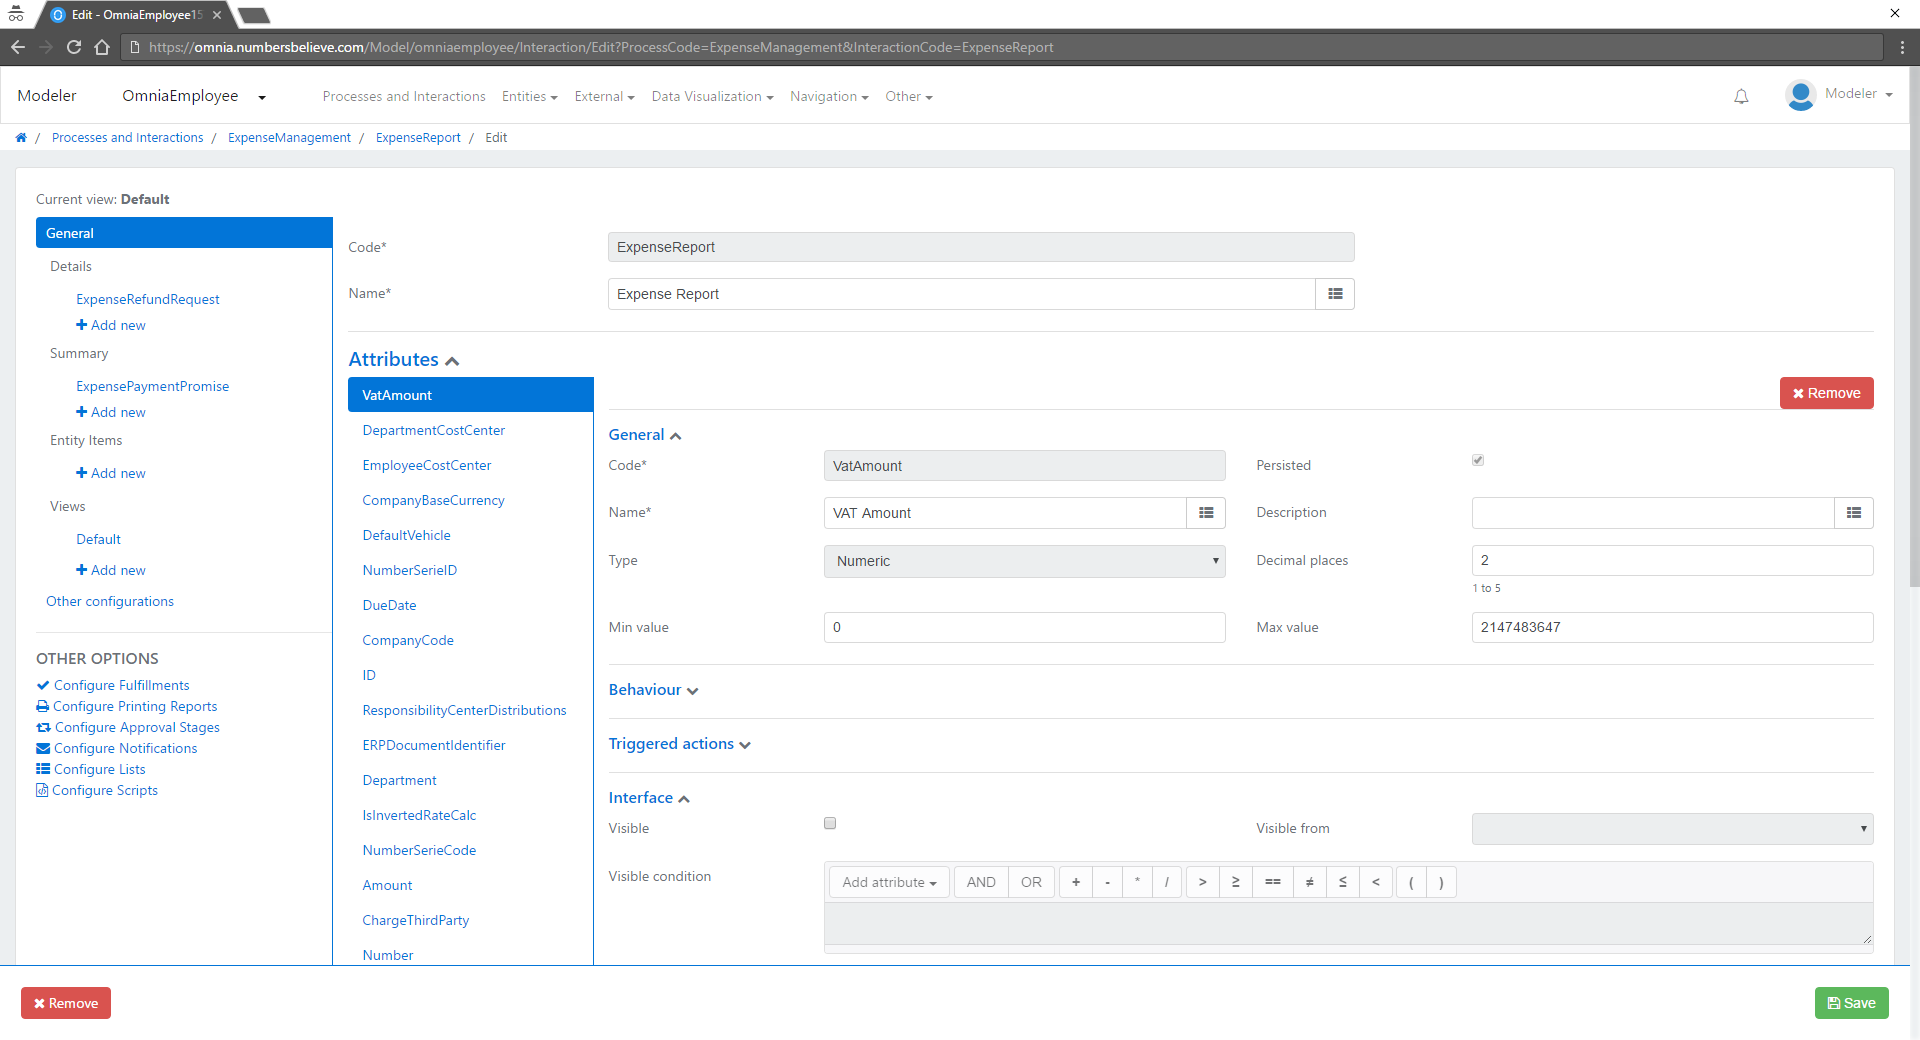 Edit - OmniaEmployee15
https://omnia.numbersbelieve.com/Model/omniaemployee/Interaction/Edit?ProcessCode=ExpenseManagement&InteractionCode=ExpenseReport
Modeler
OmniaEmployee
Processes and Interactions
Entities
External
Data Visualization
Navigation
Other
Modeler
/ Processes and Interactions / ExpenseManagement / ExpenseReport / Edit
Current view: Default
General
Details
ExpenseRefundRequest
Add new
Summary
ExpensePaymentPromise
Add new
Entity Items
Add new
Views
Default
Add new
Other configurations
OTHER OPTIONS
Configure Fulfillments
Configure Printing Reports
Configure Approval Stages
Configure Notifications
Configure Lists
Configure Scripts
Code*
ExpenseReport
Name*
Expense Report
Attributes
VatAmount
DepartmentCostCenter
EmployeeCostCenter
CompanyBaseCurrency
DefaultVehicle
NumberSerieID
DueDate
CompanyCode
ID
ResponsibilityCenterDistributions
ERPDocumentIdentifier
Department
IsInvertedRateCalc
NumberSerieCode
Amount
ChargeThirdParty
Number
Remove
General
Code*
VatAmount
Persisted
Name*
VAT Amount
Description
Type
Numeric
Decimal places
2
1 to 5
Min value
0
Max value
2147483647
Behaviour
Triggered actions
Interface
Visible
Visible from
Visible condition
Add attribute
AND OR + - * / > ≥ == ≠ ≤ < ( )
Remove
Save